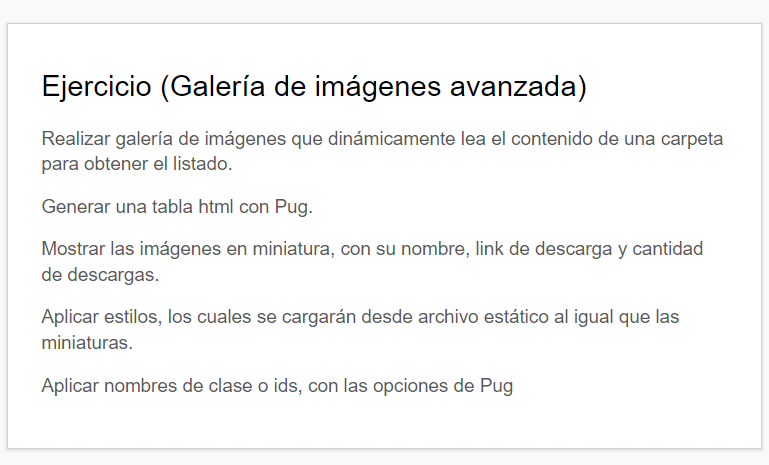 Ejercicio (Galería de imágenes avanzada)
Realizar galería de imágenes que dinámicamente lea el contenido de una carpeta
para obtener el listado.
Generar una tabla html con Pug.
Mostrar las imágenes en miniatura, con su nombre, link de descarga y cantidad
de descargas.
Aplicar estilos, los cuales se cargarán desde archivo estático al igual que las
miniaturas.
Aplicar nombres de clase o ids, con las opciones de Pug